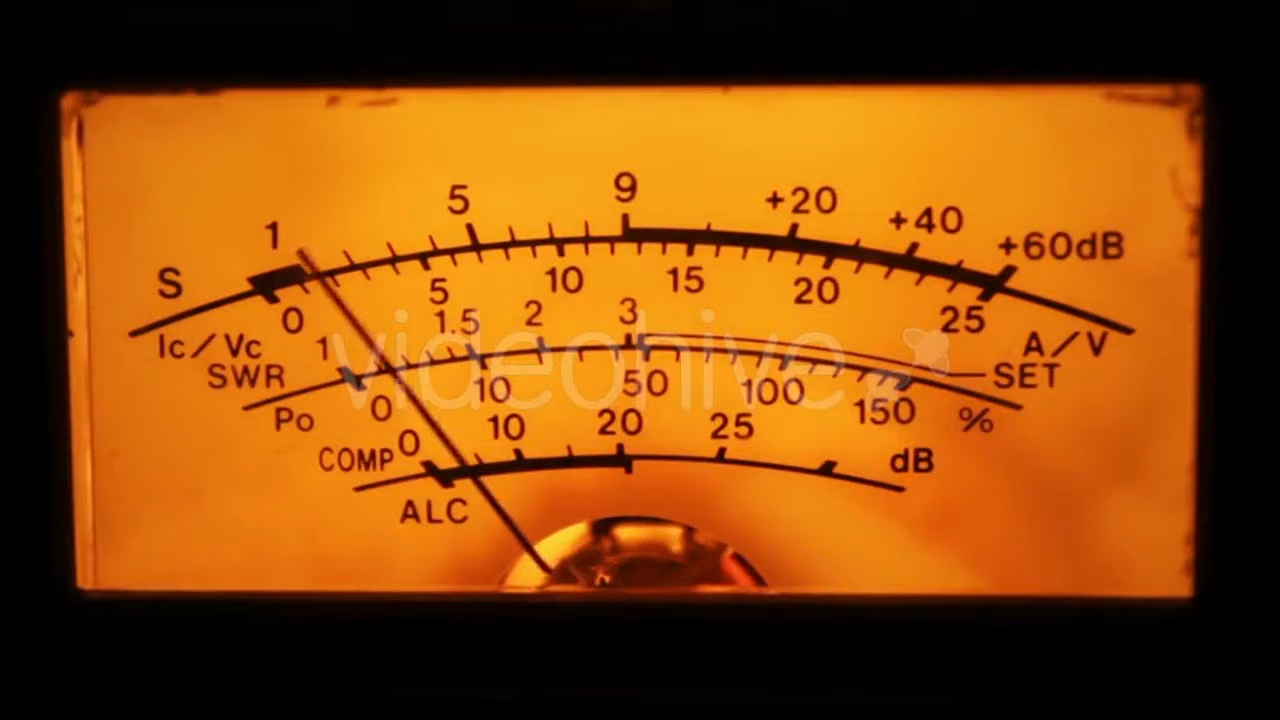 1 5 9 +20 +40 +60dB
S
0 5 10 15 20 25
Ic/Vc A/V
1 1.5 2 3
SWR SET
0 10 50 100 150 %
Po
0 10 20 25
COMP dB
ALC
videohive